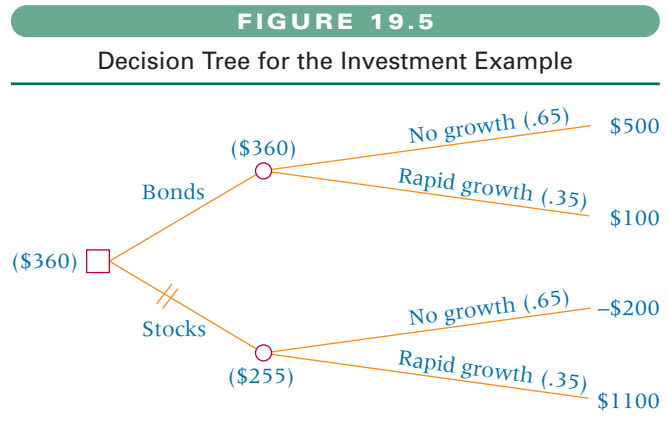 FIGURE 19.5
Decision Tree for the Investment Example
No growth (.65)
$500
($360)
Rapid growth (.35)
Bonds
$100
($360)
No growth (.65)
–$200
Stocks
Rapid growth (.35)
($255)
$1100